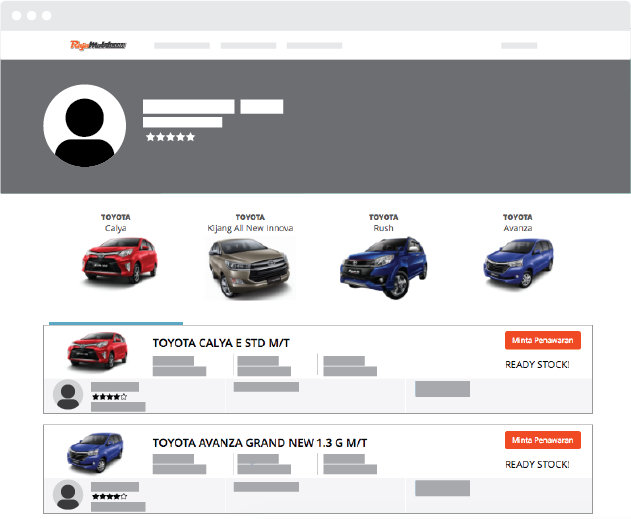 RajaMobil.com
TOYOTA
Calya
TOYOTA
Kijang All New Innova
TOYOTA
Rush
TOYOTA
Avanza
TOYOTA CALYA E STD M/T
Minta Penawaran
READY STOCK!
TOYOTA AVANZA GRAND NEW 1.3 G M/T
Minta Penawaran
READY STOCK!